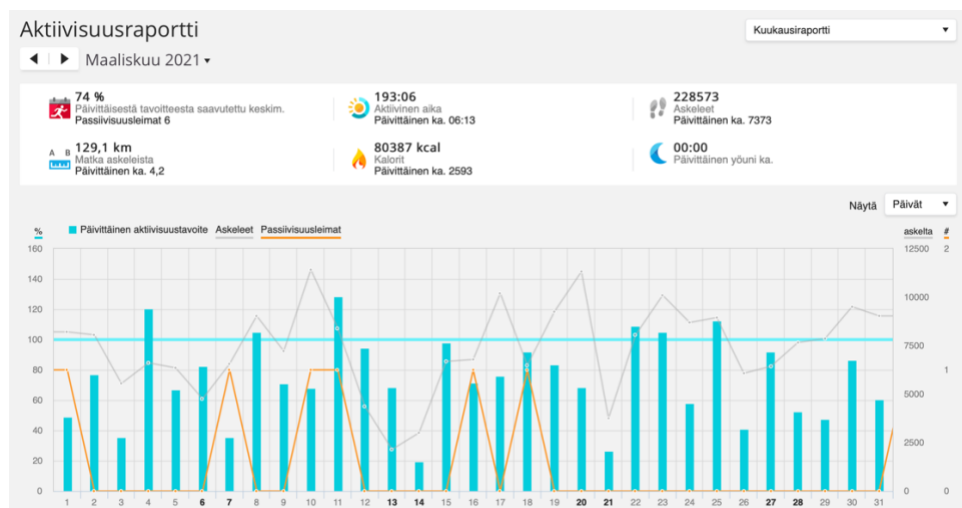 Aktiivisuusraportti
Kuukausiraportti
Maaliskuu 2021
74 %
Päivittäisestä tavoitteesta saavutettu keskim.
Passiivisuusleimat 6
193:06
Aktiivinen aika
Päivittäinen ka. 06:13
228573
Askeleet
Päivittäinen ka. 7373
A B
129,1 km
Matka askeleista
Päivittäinen ka. 4,2
80387 kcal
Kalorit
Päivittäinen ka. 2593
00:00
Päivittäinen yöuni ka.
Näytä Päivät
% Päivittäinen aktiivisuustavoite Askeleet Passiivisuusleimat askelta #
160 12500 2
140
120 10000
100 7500
80 1
60 5000
40 2500
20
0 0 0
1 2 3 4 5 6 7 8 9 10 11 12 13 14 15 16 17 18 19 20 21 22 23 24 25 26 27 28 29 30 31